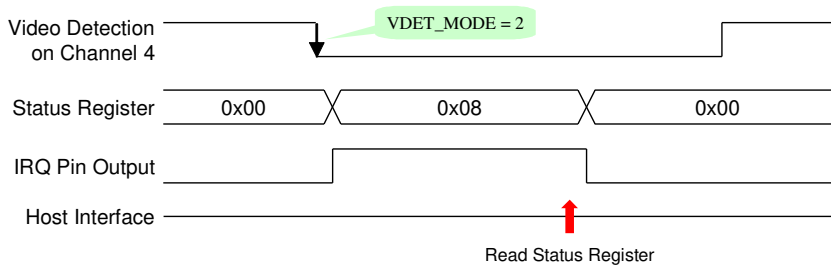 VDET_MODE = 2
Video Detection
on Channel 4
Status Register
0x00
0x08
0x00
IRQ Pin Output
Host Interface
Read Status Register